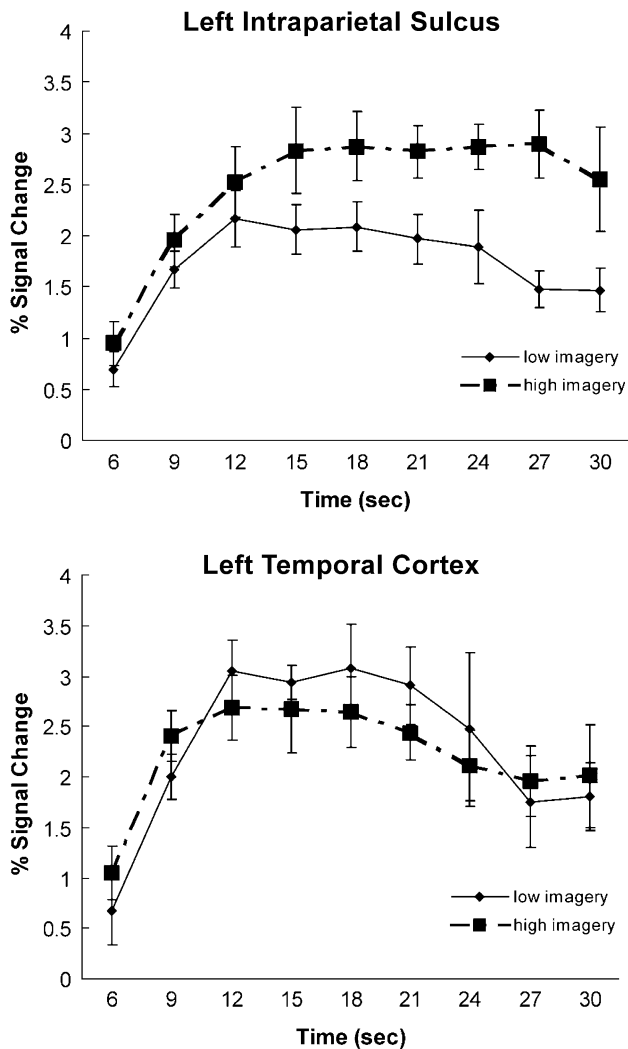 Left Intraparietal Sulcus
4
3.5
3
2.5
2
1.5
1
0.5
0
% Signal Change
low imagery
high imagery
6 9 12 15 18 21 24 27 30
Time (sec)
Left Temporal Cortex
4
3.5
3
2.5
2
1.5
1
0.5
0
% Signal Change
low imagery
high imagery
6 9 12 15 18 21 24 27 30
Time (sec)